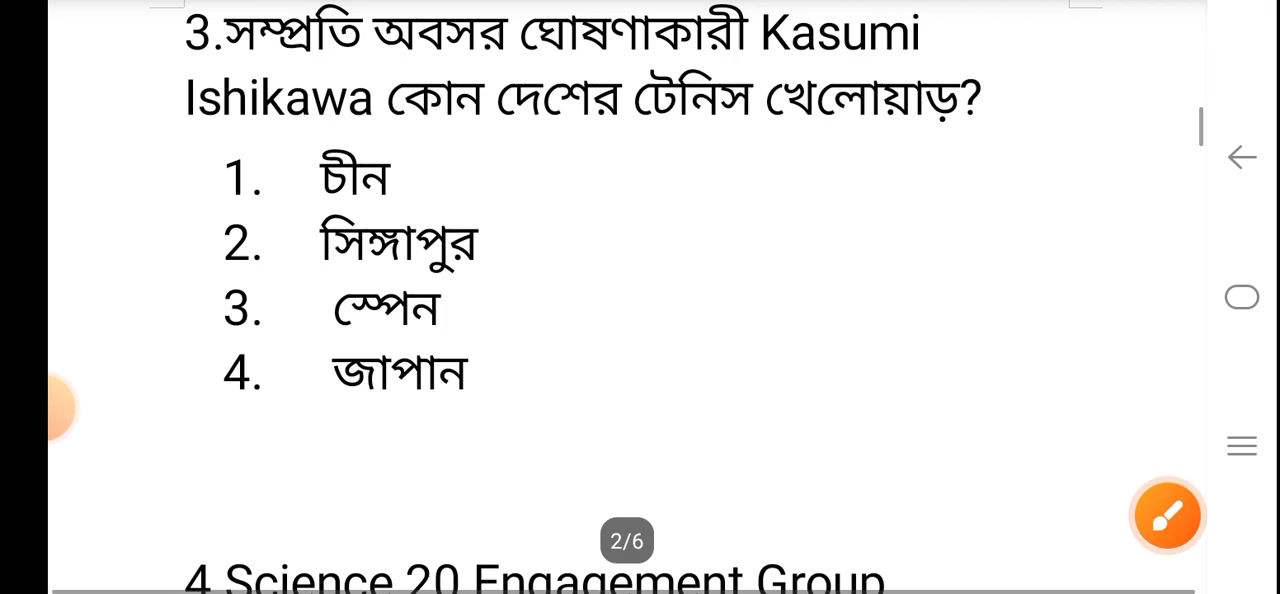 3.সম্প্রতি অবসর ঘোষণাকারী Kasumi
Ishikawa কোন দেশের টেনিস খেলোয়াড়?
1. চীন
2. সিঙ্গাপুর
3. স্পেন
4. জাপান
2/6
4 Science 20 Engagement Group